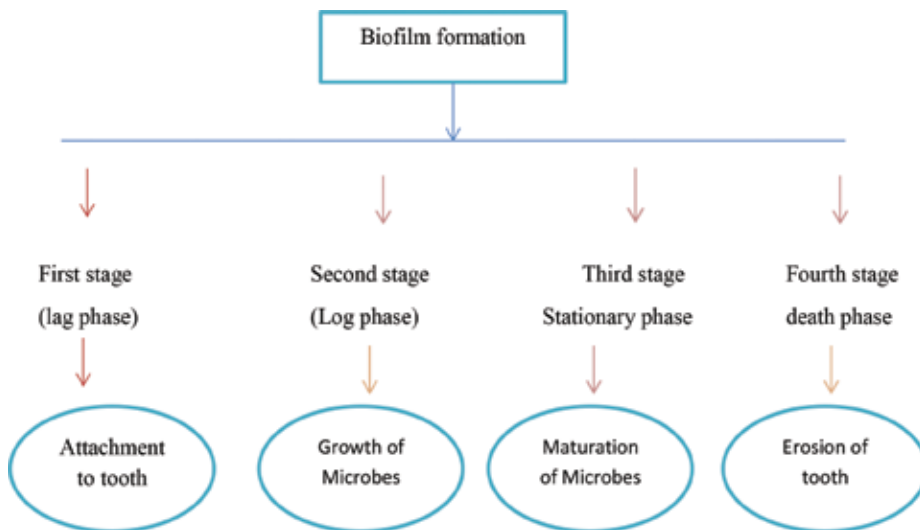 Biofilm formation
First stage
(lag phase)
Second stage
(Log phase)
Third stage
Stationary phase
Fourth stage
death phase
Attachment
to tooth
Growth of
Microbes
Maturation
of Microbes
Erosion of
tooth